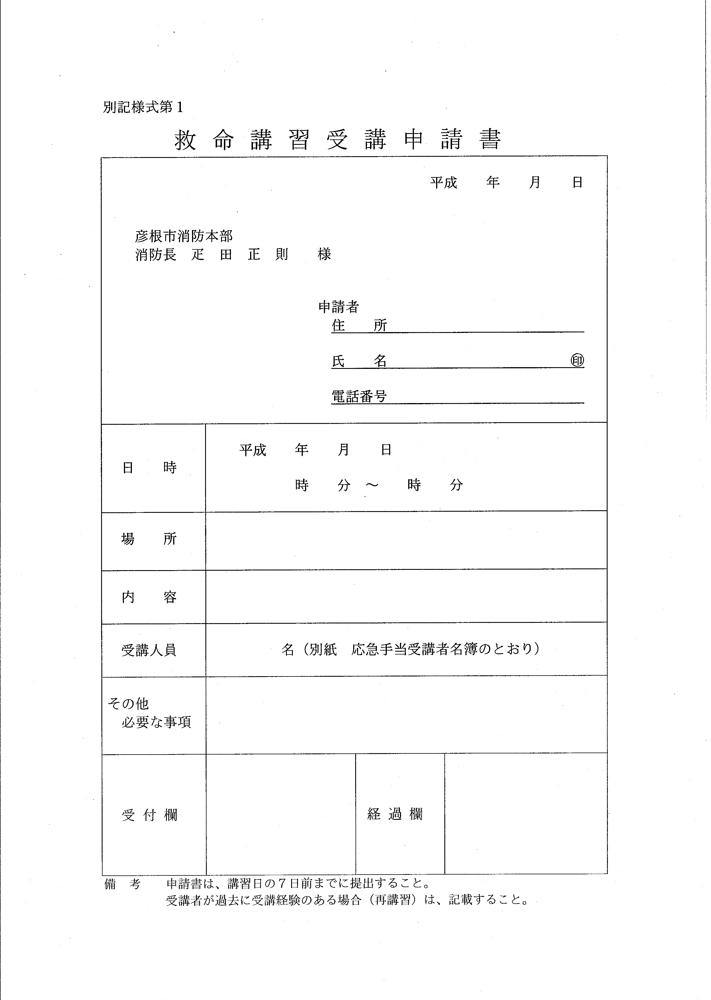 別記様式第1
救命講習受講申請書
平成　　年　　月　　日
彦根市消防本部
消防長　疋　田　正　則　　様
申請者
住　　所
氏　　名　　　　　　　　　　　　　㊞
電話番号
日　　時
平成　　年　　月　　日
時　　分　～　　時　　分
場　　所
内　　容
受講人員
名（別紙　応急手当受講者名簿のとおり）
その他
必要な事項
受付欄
経過欄
備　考　　申請書は、講習日の７日前までに提出すること。
受講者が過去に受講経験のある場合（再講習）は、記載すること。